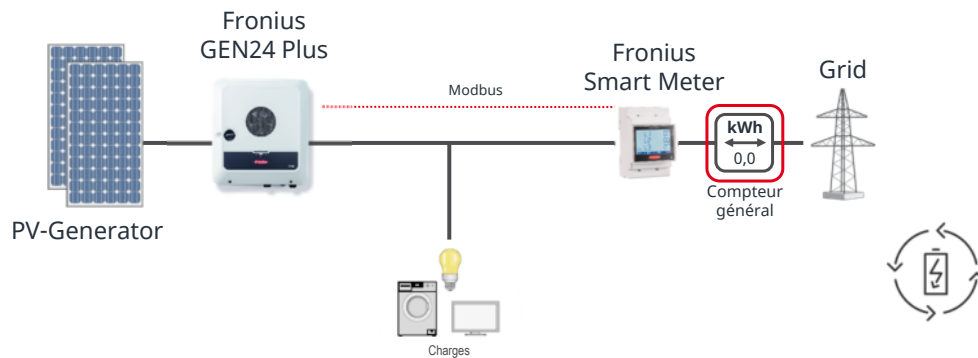 Fronius
GEN24 Plus
Fronius
Smart Meter
Grid
Modbus
kWh
0,0
Compteur
général
PV-Generator
Charges